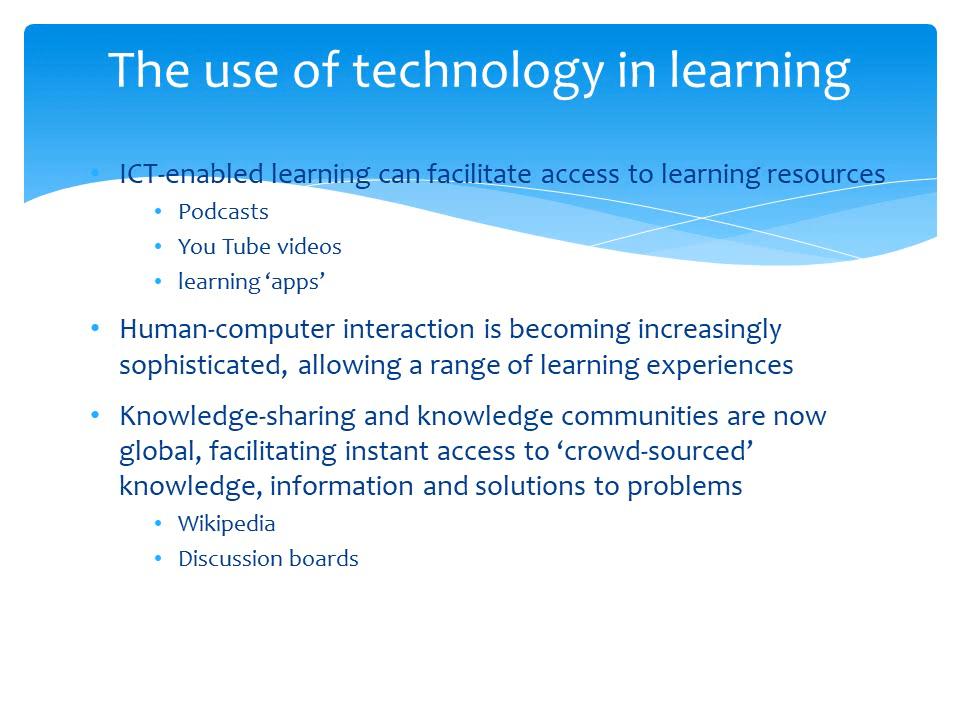 The use of technology in learning
• ICT-enabled learning can facilitate access to learning resources
• Podcasts
• You Tube videos
• learning ‘apps’
• Human-computer interaction is becoming increasingly
sophisticated, allowing a range of learning experiences
• Knowledge-sharing and knowledge communities are now
global, facilitating instant access to ‘crowd-sourced’
knowledge, information and solutions to problems
• Wikipedia
• Discussion boards